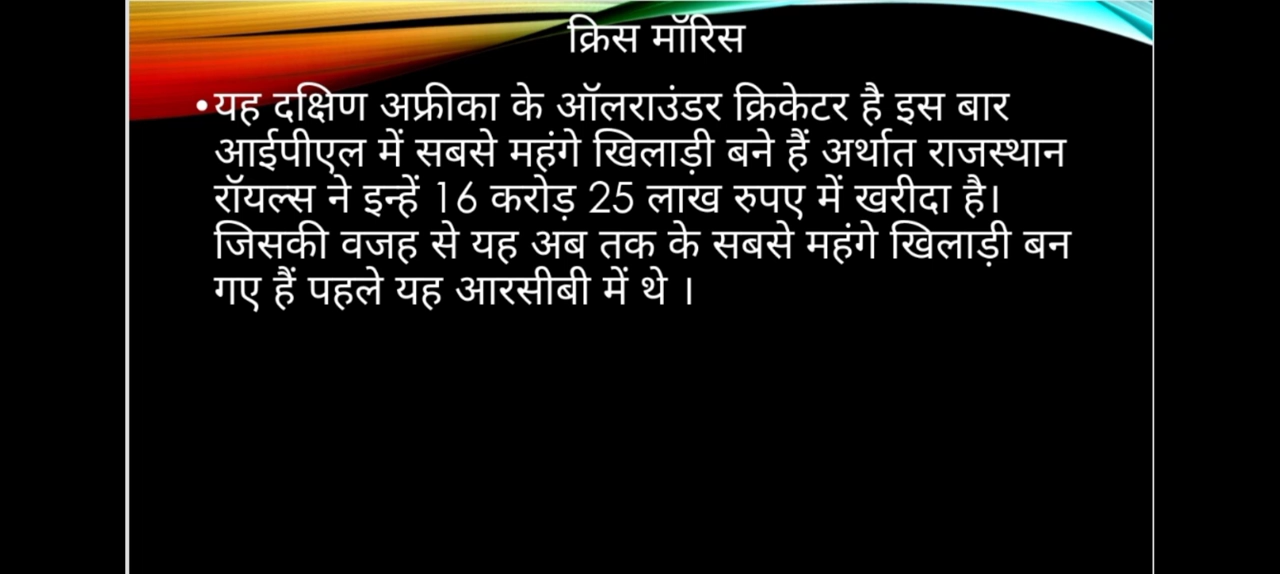 क्रिस मॉरिस
•यह दक्षिण अफ्रीका के ऑलराउंडर क्रिकेटर है इस बार
आईपीएल में सबसे महंगे खिलाड़ी बने हैं अर्थात राजस्थान
रॉयल्स ने इन्हें 16 करोड़ 25 लाख रुपए में खरीदा है।
जिसकी वजह से यह अब तक के सबसे महंगे खिलाड़ी बन
गए हैं पहले यह आरसीबी में थे ।